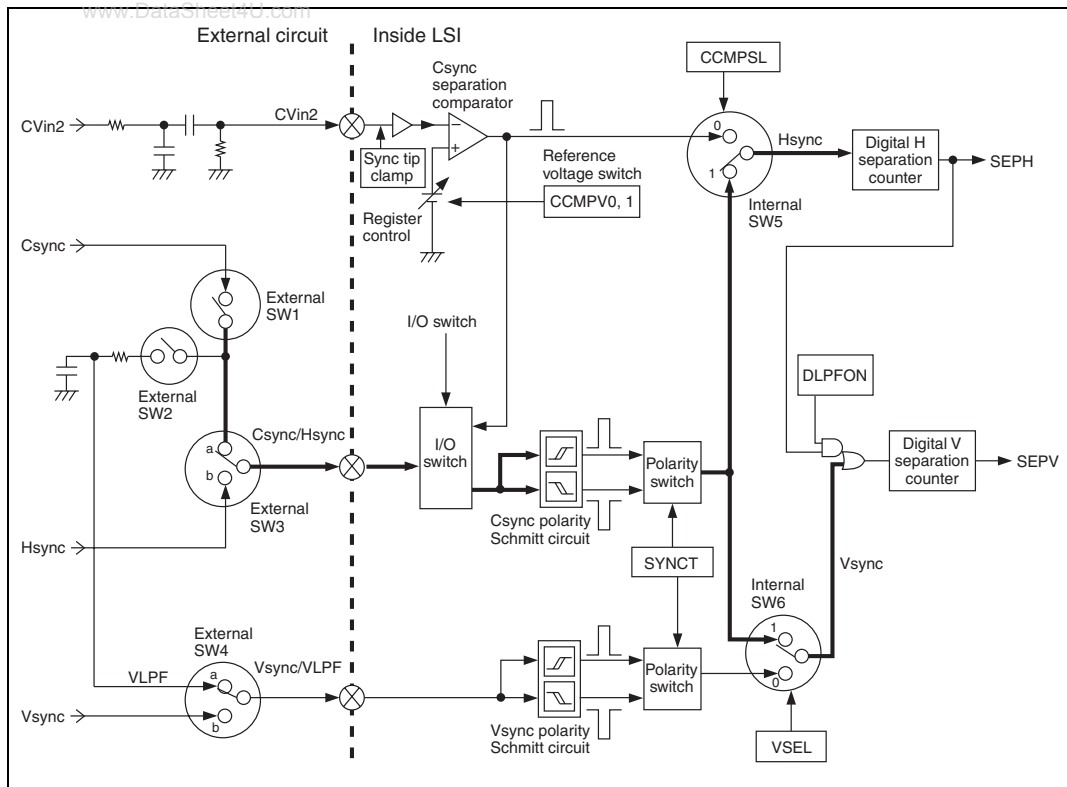 www.DataSheet4U.com
External circuit
Inside LSI
CVin2
CVin2
Csync
separation
comparator
Sync tip
clamp
Register
control
Reference
voltage switch
CCMPV0, 1
CCMPSL
0
1
Hsync
Internal
SW5
Digital H
separation
counter
SEPH
Csync
External
SW1
External
SW2
I/O switch
I/O
switch
a
b
Csync/Hsync
External
SW3
Hsync
Csync polarity
Schmitt circuit
Polarity
switch
SYNCT
DLPFON
Digital V
separation
counter
SEPV
Vsync
Internal
SW6
1
0
VSEL
External
SW4
VLPF
a
b
Vsync/VLPF
Vsync
Vsync polarity
Schmitt circuit
Polarity
switch